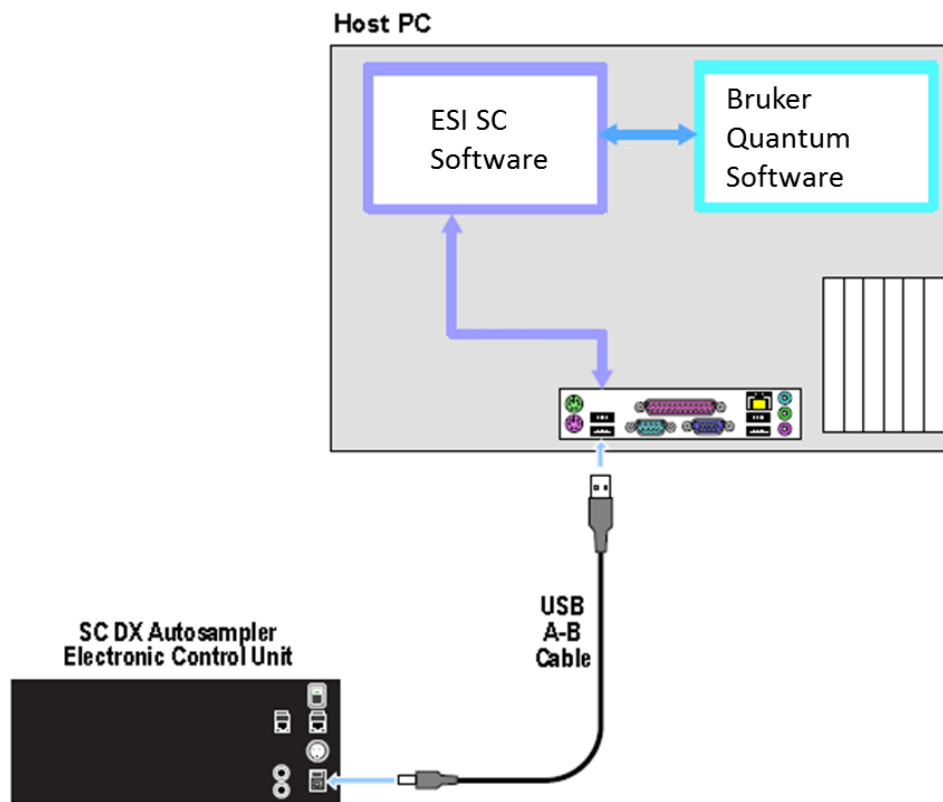 Host PC
ESI SC
Software
Bruker
Quantum
Software
USB
A-B
Cable
SC DX Autosampler
Electronic Control Unit